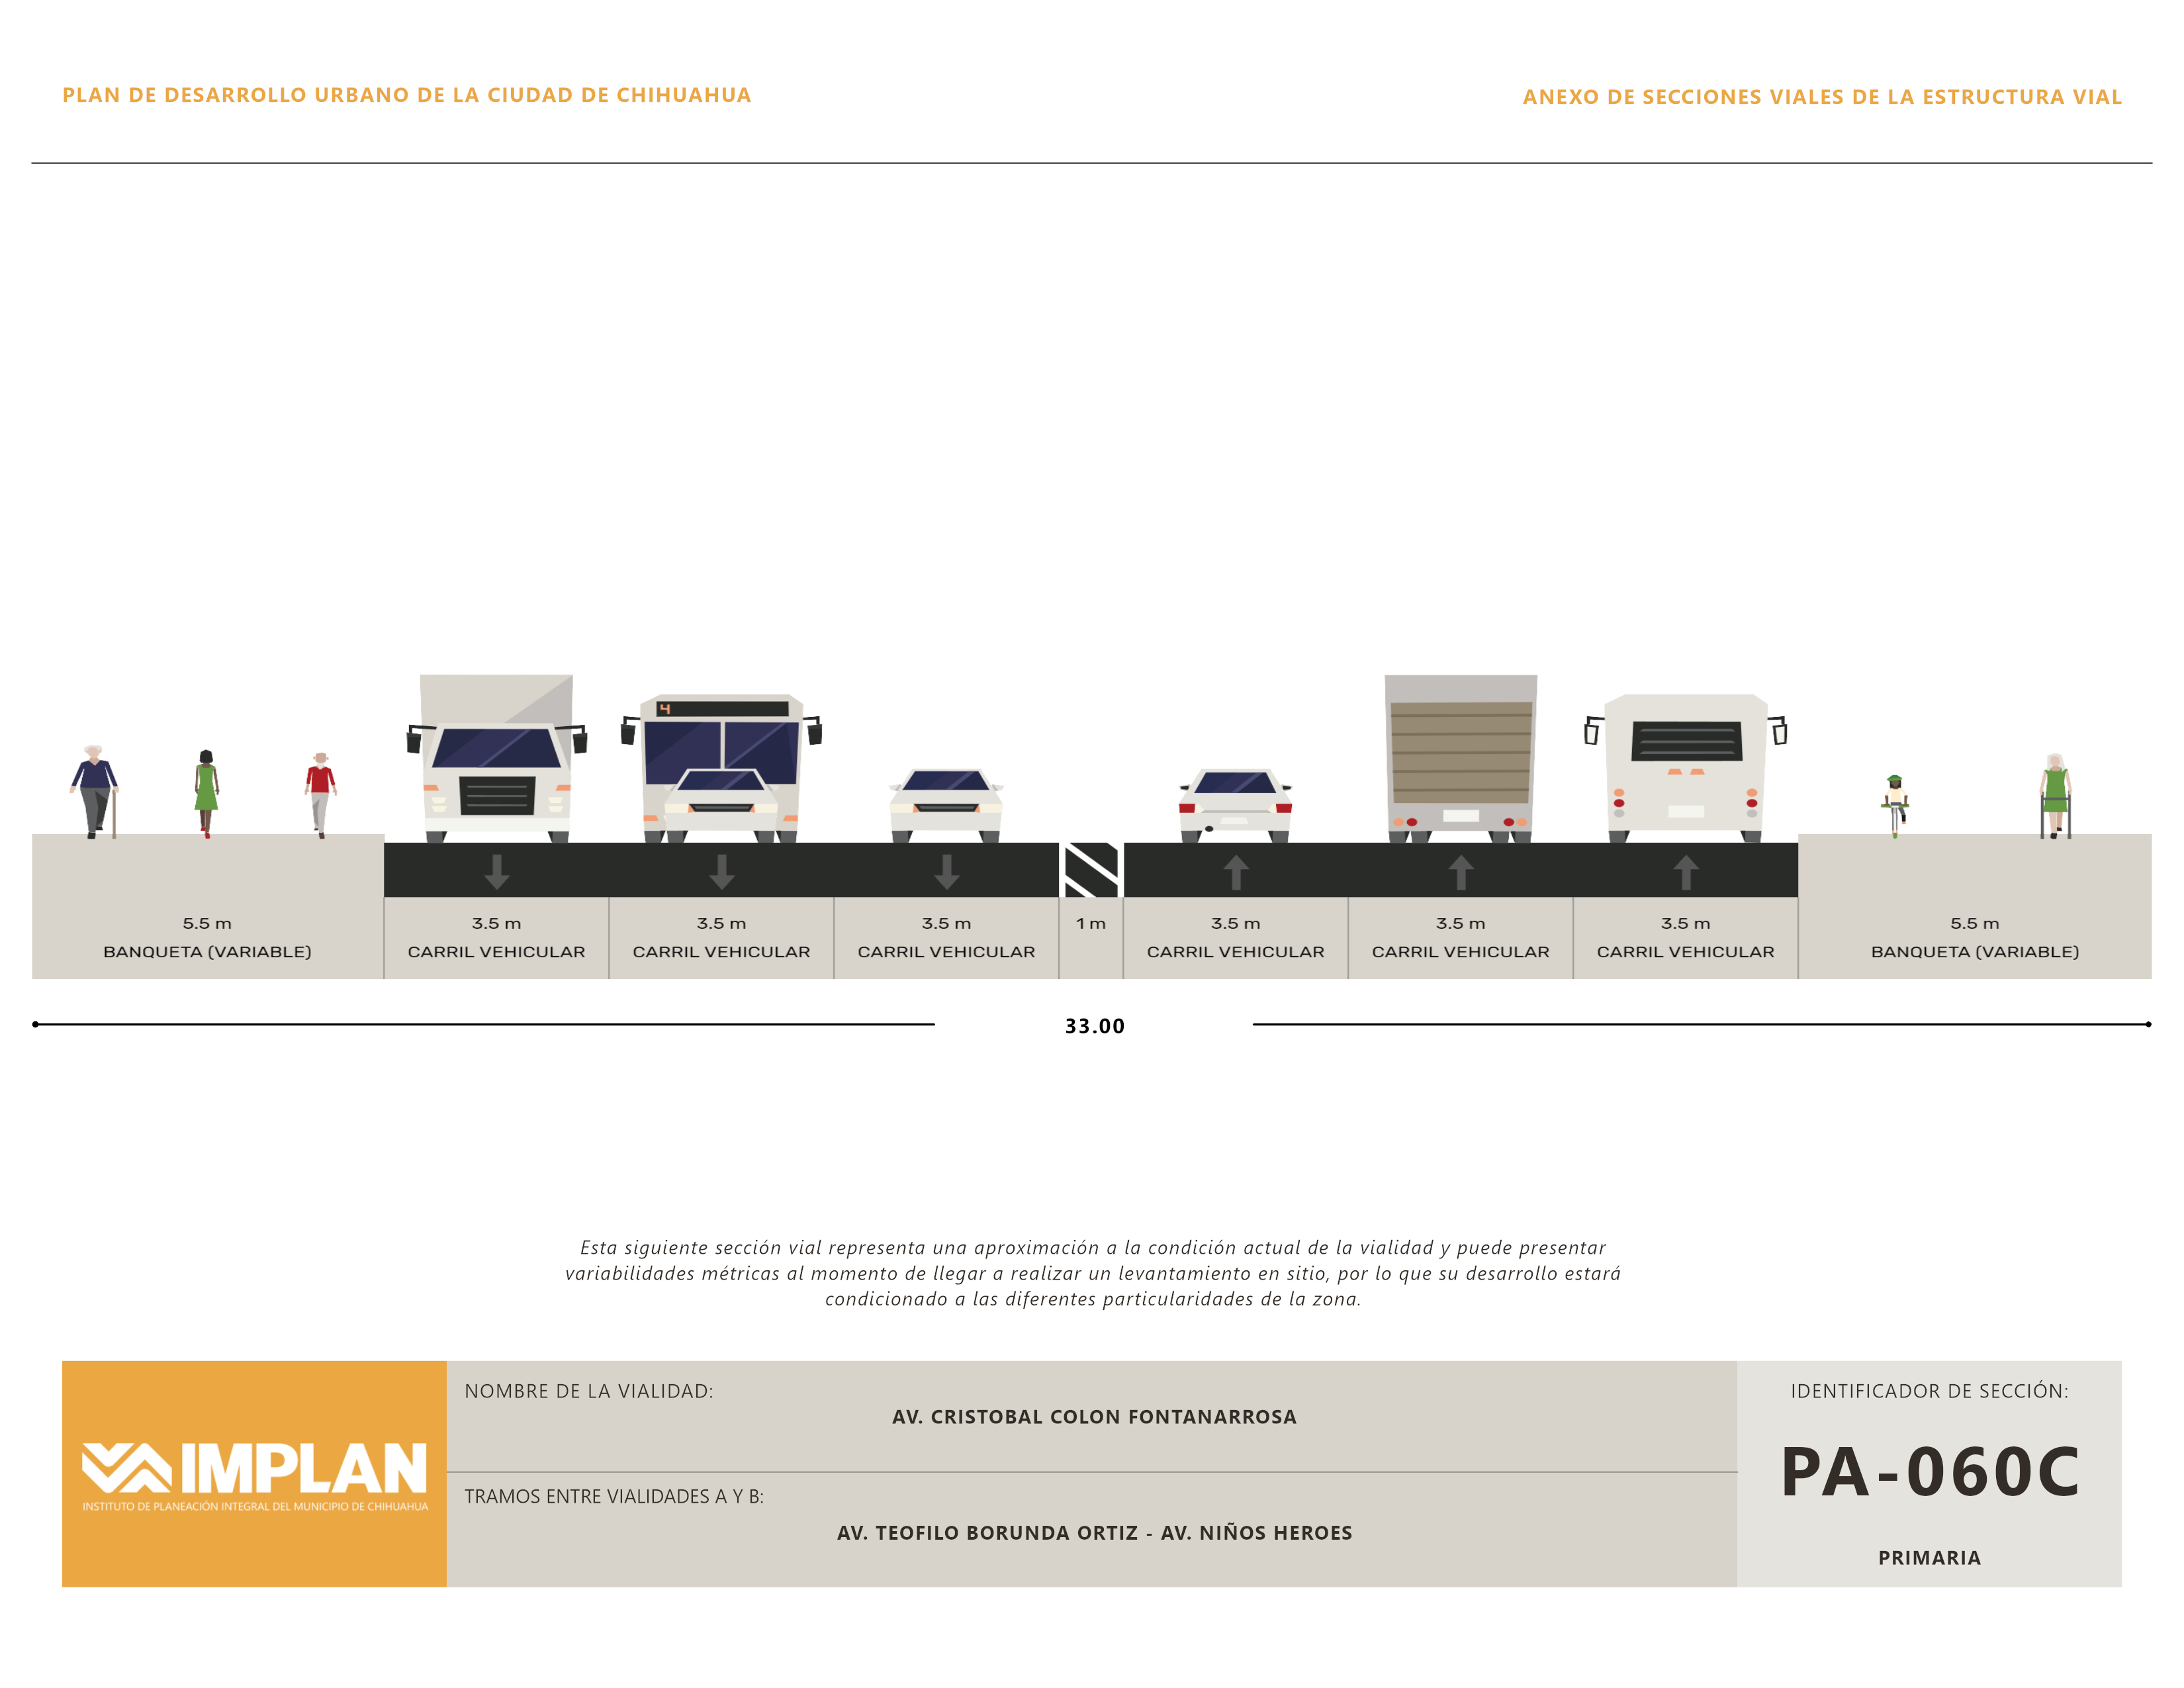 PLAN DE DESARROLLO URBANO DE LA CIUDAD DE CHIHUAHUA
ANEXO DE SECCIONES VIALES DE LA ESTRUCTURA VIAL
4
5.5 m
BANQUETA (VARIABLE)
3.5 m
CARRIL VEHICULAR
3.5 m
CARRIL VEHICULAR
3.5 m
CARRIL VEHICULAR
1 m
3.5 m
CARRIL VEHICULAR
3.5 m
CARRIL VEHICULAR
3.5 m
CARRIL VEHICULAR
5.5 m
BANQUETA (VARIABLE)
33.00
Esta siguiente sección vial representa una aproximación a la condición actual de la vialidad y puede presentar
variabilidades métricas al momento de llegar a realizar un levantamiento en sitio, por lo que su desarrollo estará
condicionado a las diferentes particularidades de la zona.
IMPLAN
INSTITUTO DE PLANEACIÓN INTEGRAL DEL MUNICIPIO DE CHIHUAHUA
NOMBRE DE LA VIALIDAD:
AV. CRISTOBAL COLON FONTANARROSA
TRAMOS ENTRE VIALIDADES A Y B:
AV. TEOFILO BORUNDA ORTIZ - AV. NIÑOS HEROES
IDENTIFICADOR DE SECCIÓN:
PA-060C
PRIMARIA